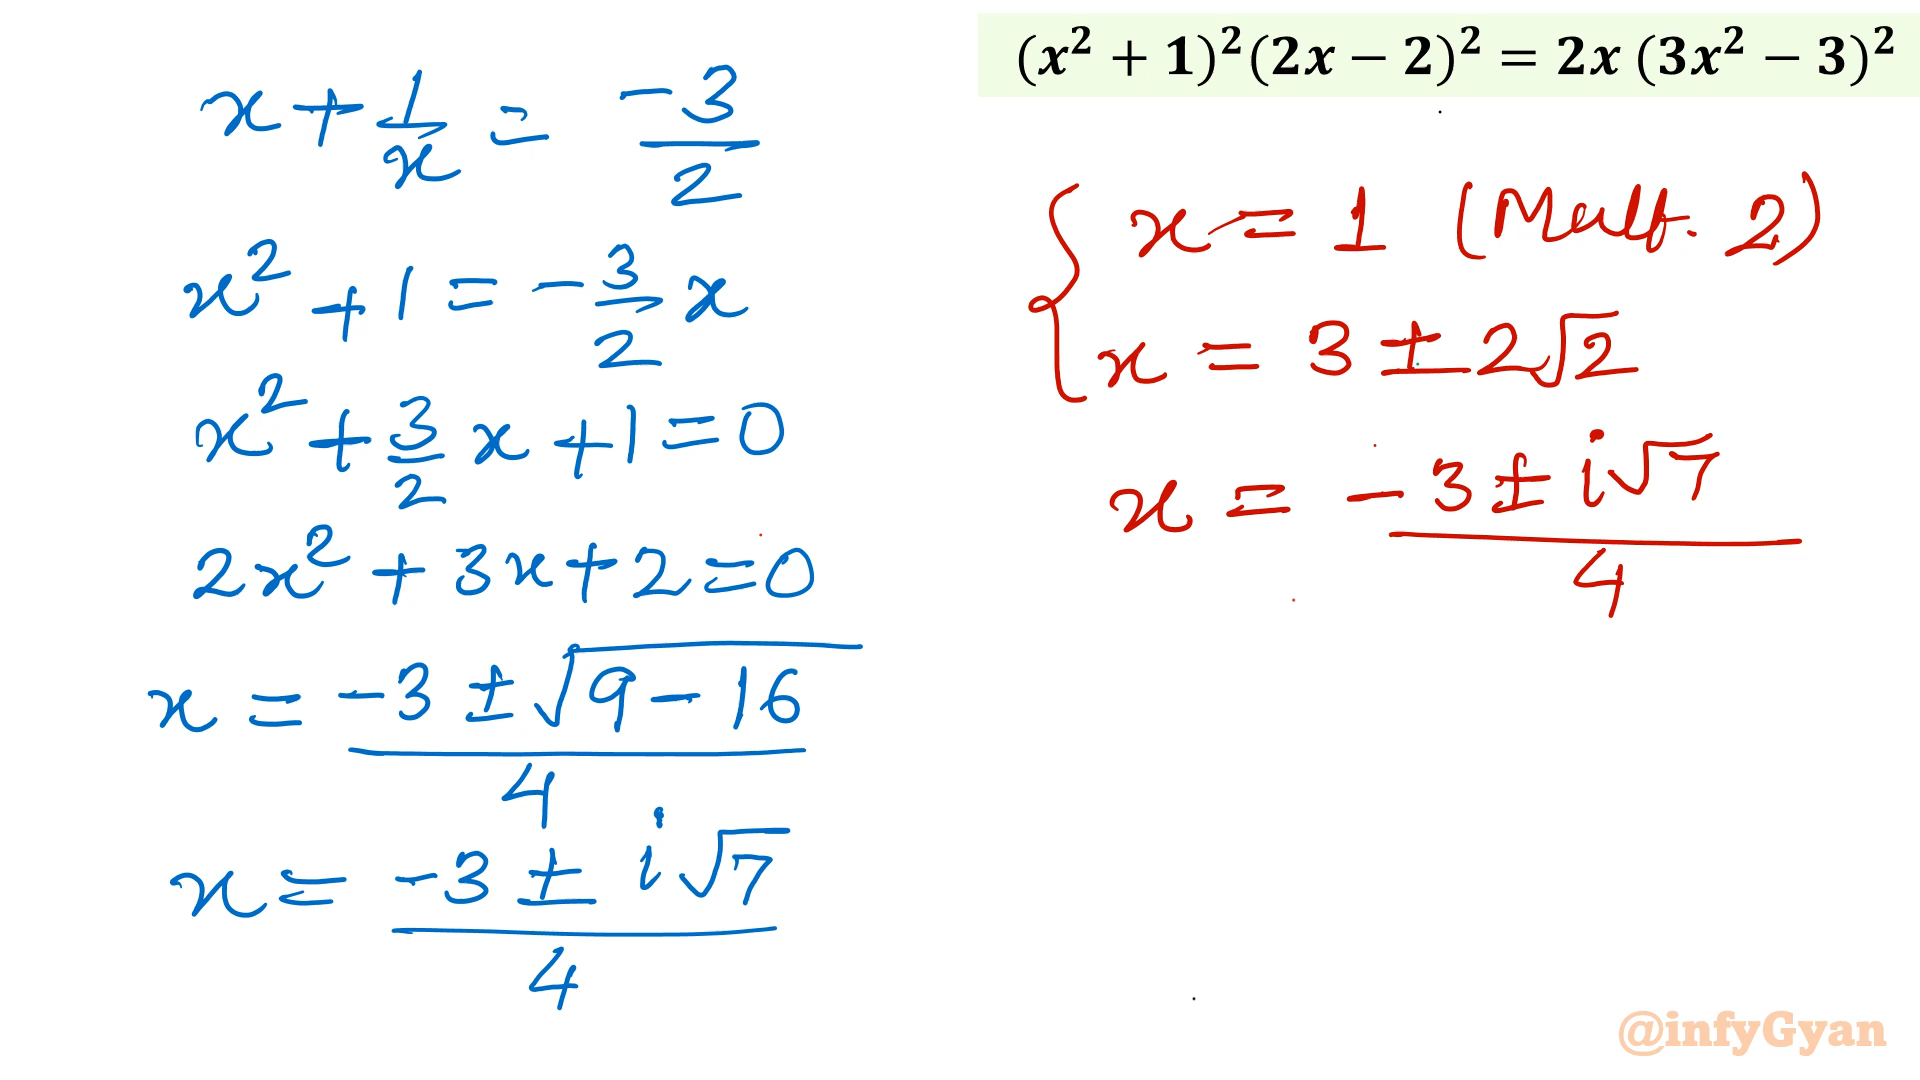 (x² + 1)²(2x − 2)² = 2x (3x² − 3)²
x + 1/x = -3/2
x² + 1 = -3/2 x
x² + 3/2 x + 1 = 0
2x² + 3x + 2 = 0
x = (-3 ± √(9 - 16))/4
x = (-3 ± i√7)/4
x = 1 (Mult. 2)
x = 3 ± 2√2
x = (-3 ± i√7)/4
@infyGyan